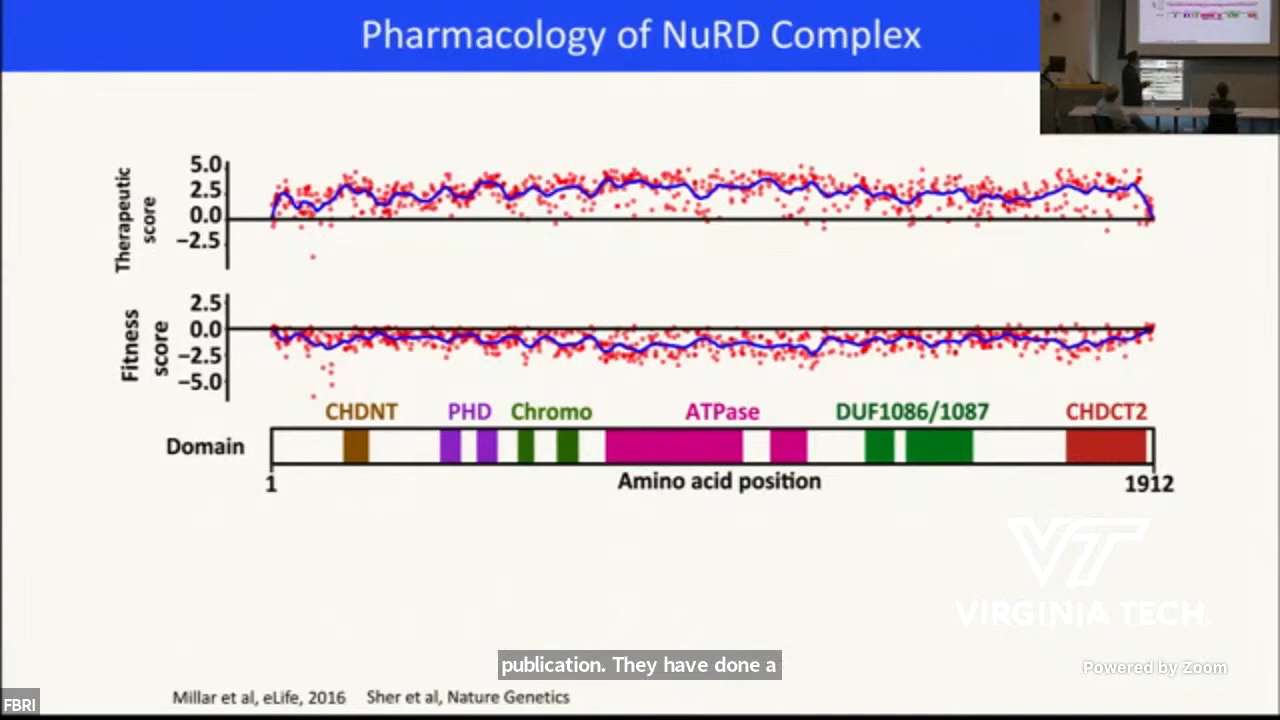 Pharmacology of NuRD Complex
Therapeutic
score
5.0
2.5
0.0
−2.5
Fitness
score
2.5
0.0
−2.5
−5.0
CHDNT PHD Chromo ATPase DUF1086/1087 CHDCT2
Domain
1 Amino acid position 1912
VT
VIRGINIA TECH.
publication. They have done a
Powered by Zoom
Millar et al, eLife, 2016 Sher et al, Nature Genetics
FBRI